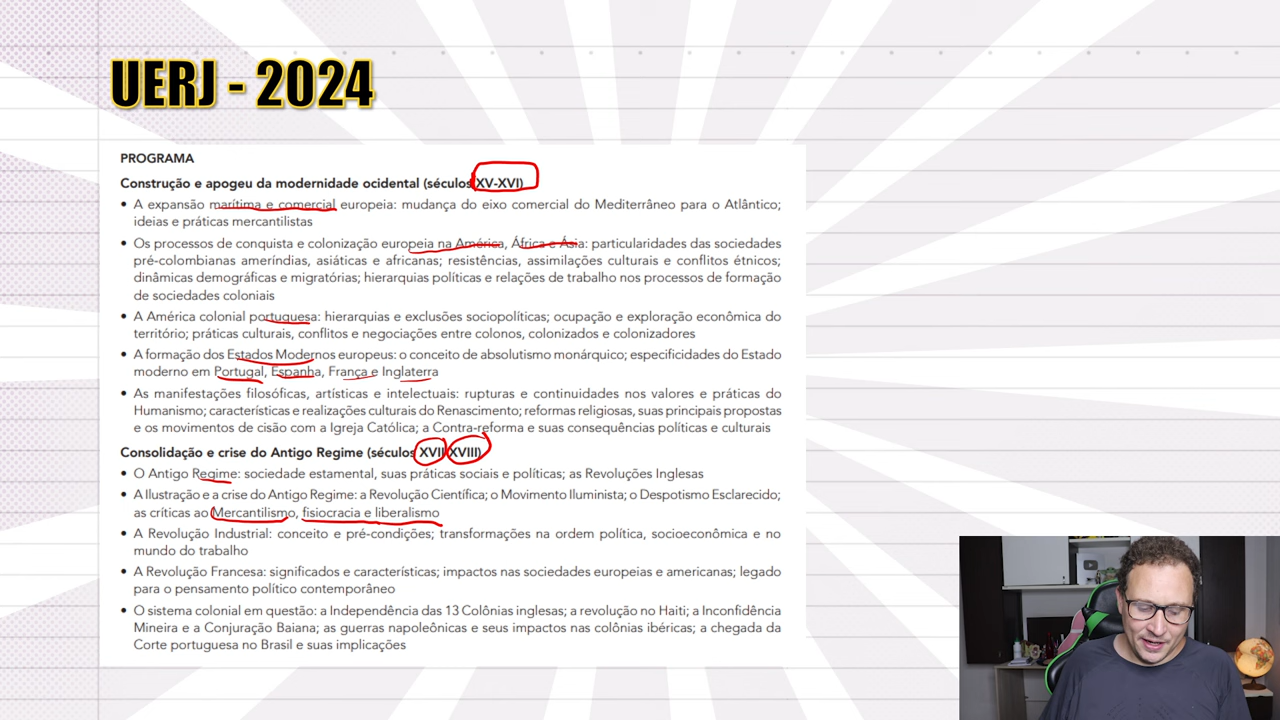 UERJ - 2024
PROGRAMA
Construção e apogeu da modernidade ocidental (séculos XV-XVI)
• A expansão marítima e comercial europeia: mudança do eixo comercial do Mediterrâneo para o Atlântico;
ideias e práticas mercantilistas
• Os processos de conquista e colonização europeia na América, África e Ásia: particularidades das sociedades
pré-colombianas ameríndias, asiáticas e africanas; resistências, assimilações culturais e conflitos étnicos;
dinâmicas demográficas e migratórias; hierarquias políticas e relações de trabalho nos processos de formação
de sociedades coloniais
• A América colonial portuguesa: hierarquias e exclusões sociopolíticas; ocupação e exploração econômica do
território; práticas culturais, conflitos e negociações entre colonos, colonizados e colonizadores
• A formação dos Estados Modernos europeus: o conceito de absolutismo monárquico; especificidades do Estado
moderno em Portugal, Espanha, França e Inglaterra
• As manifestações filosóficas, artísticas e intelectuais: rupturas e continuidades nos valores e práticas do
Humanismo; características e realizações culturais do Renascimento; reformas religiosas, suas principais propostas
e os movimentos de cisão com a Igreja Católica; a Contra-reforma e suas consequências políticas e culturais
Consolidação e crise do Antigo Regime (séculos XVII XVIII)
• O Antigo Regime: sociedade estamental, suas práticas sociais e políticas; as Revoluções Inglesas
• A Ilustração e a crise do Antigo Regime: a Revolução Científica; o Movimento Iluminista; o Despotismo Esclarecido;
as críticas ao Mercantilismo, fisiocracia e liberalismo
• A Revolução Industrial: conceito e pré-condições; transformações na ordem política, socioeconômica e no
mundo do trabalho
• A Revolução Francesa: significados e características; impactos nas sociedades europeias e americanas; legado
para o pensamento político contemporâneo
• O sistema colonial em questão: a Independência das 13 Colônias inglesas; a revolução no Haiti; a Inconfidência
Mineira e a Conjuração Baiana; as guerras napoleônicas e seus impactos nas colônias ibéricas; a chegada da
Corte portuguesa no Brasil e suas implicações